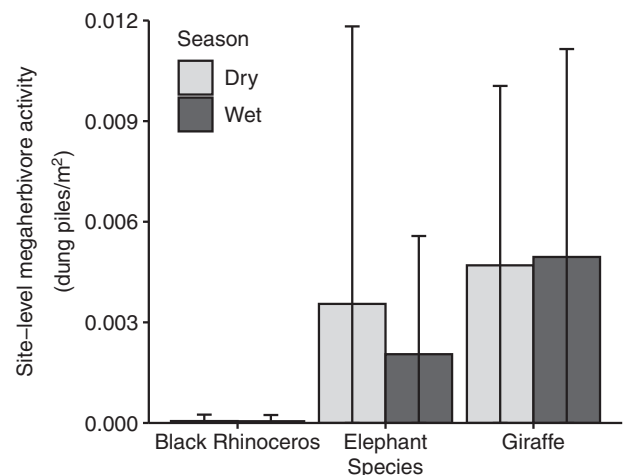 Site–level megaherbivore activity
(dung piles/m²)
0.012
0.009
0.006
0.003
0.000
Season
Dry
Wet
Black Rhinoceros Elephant Giraffe
Species